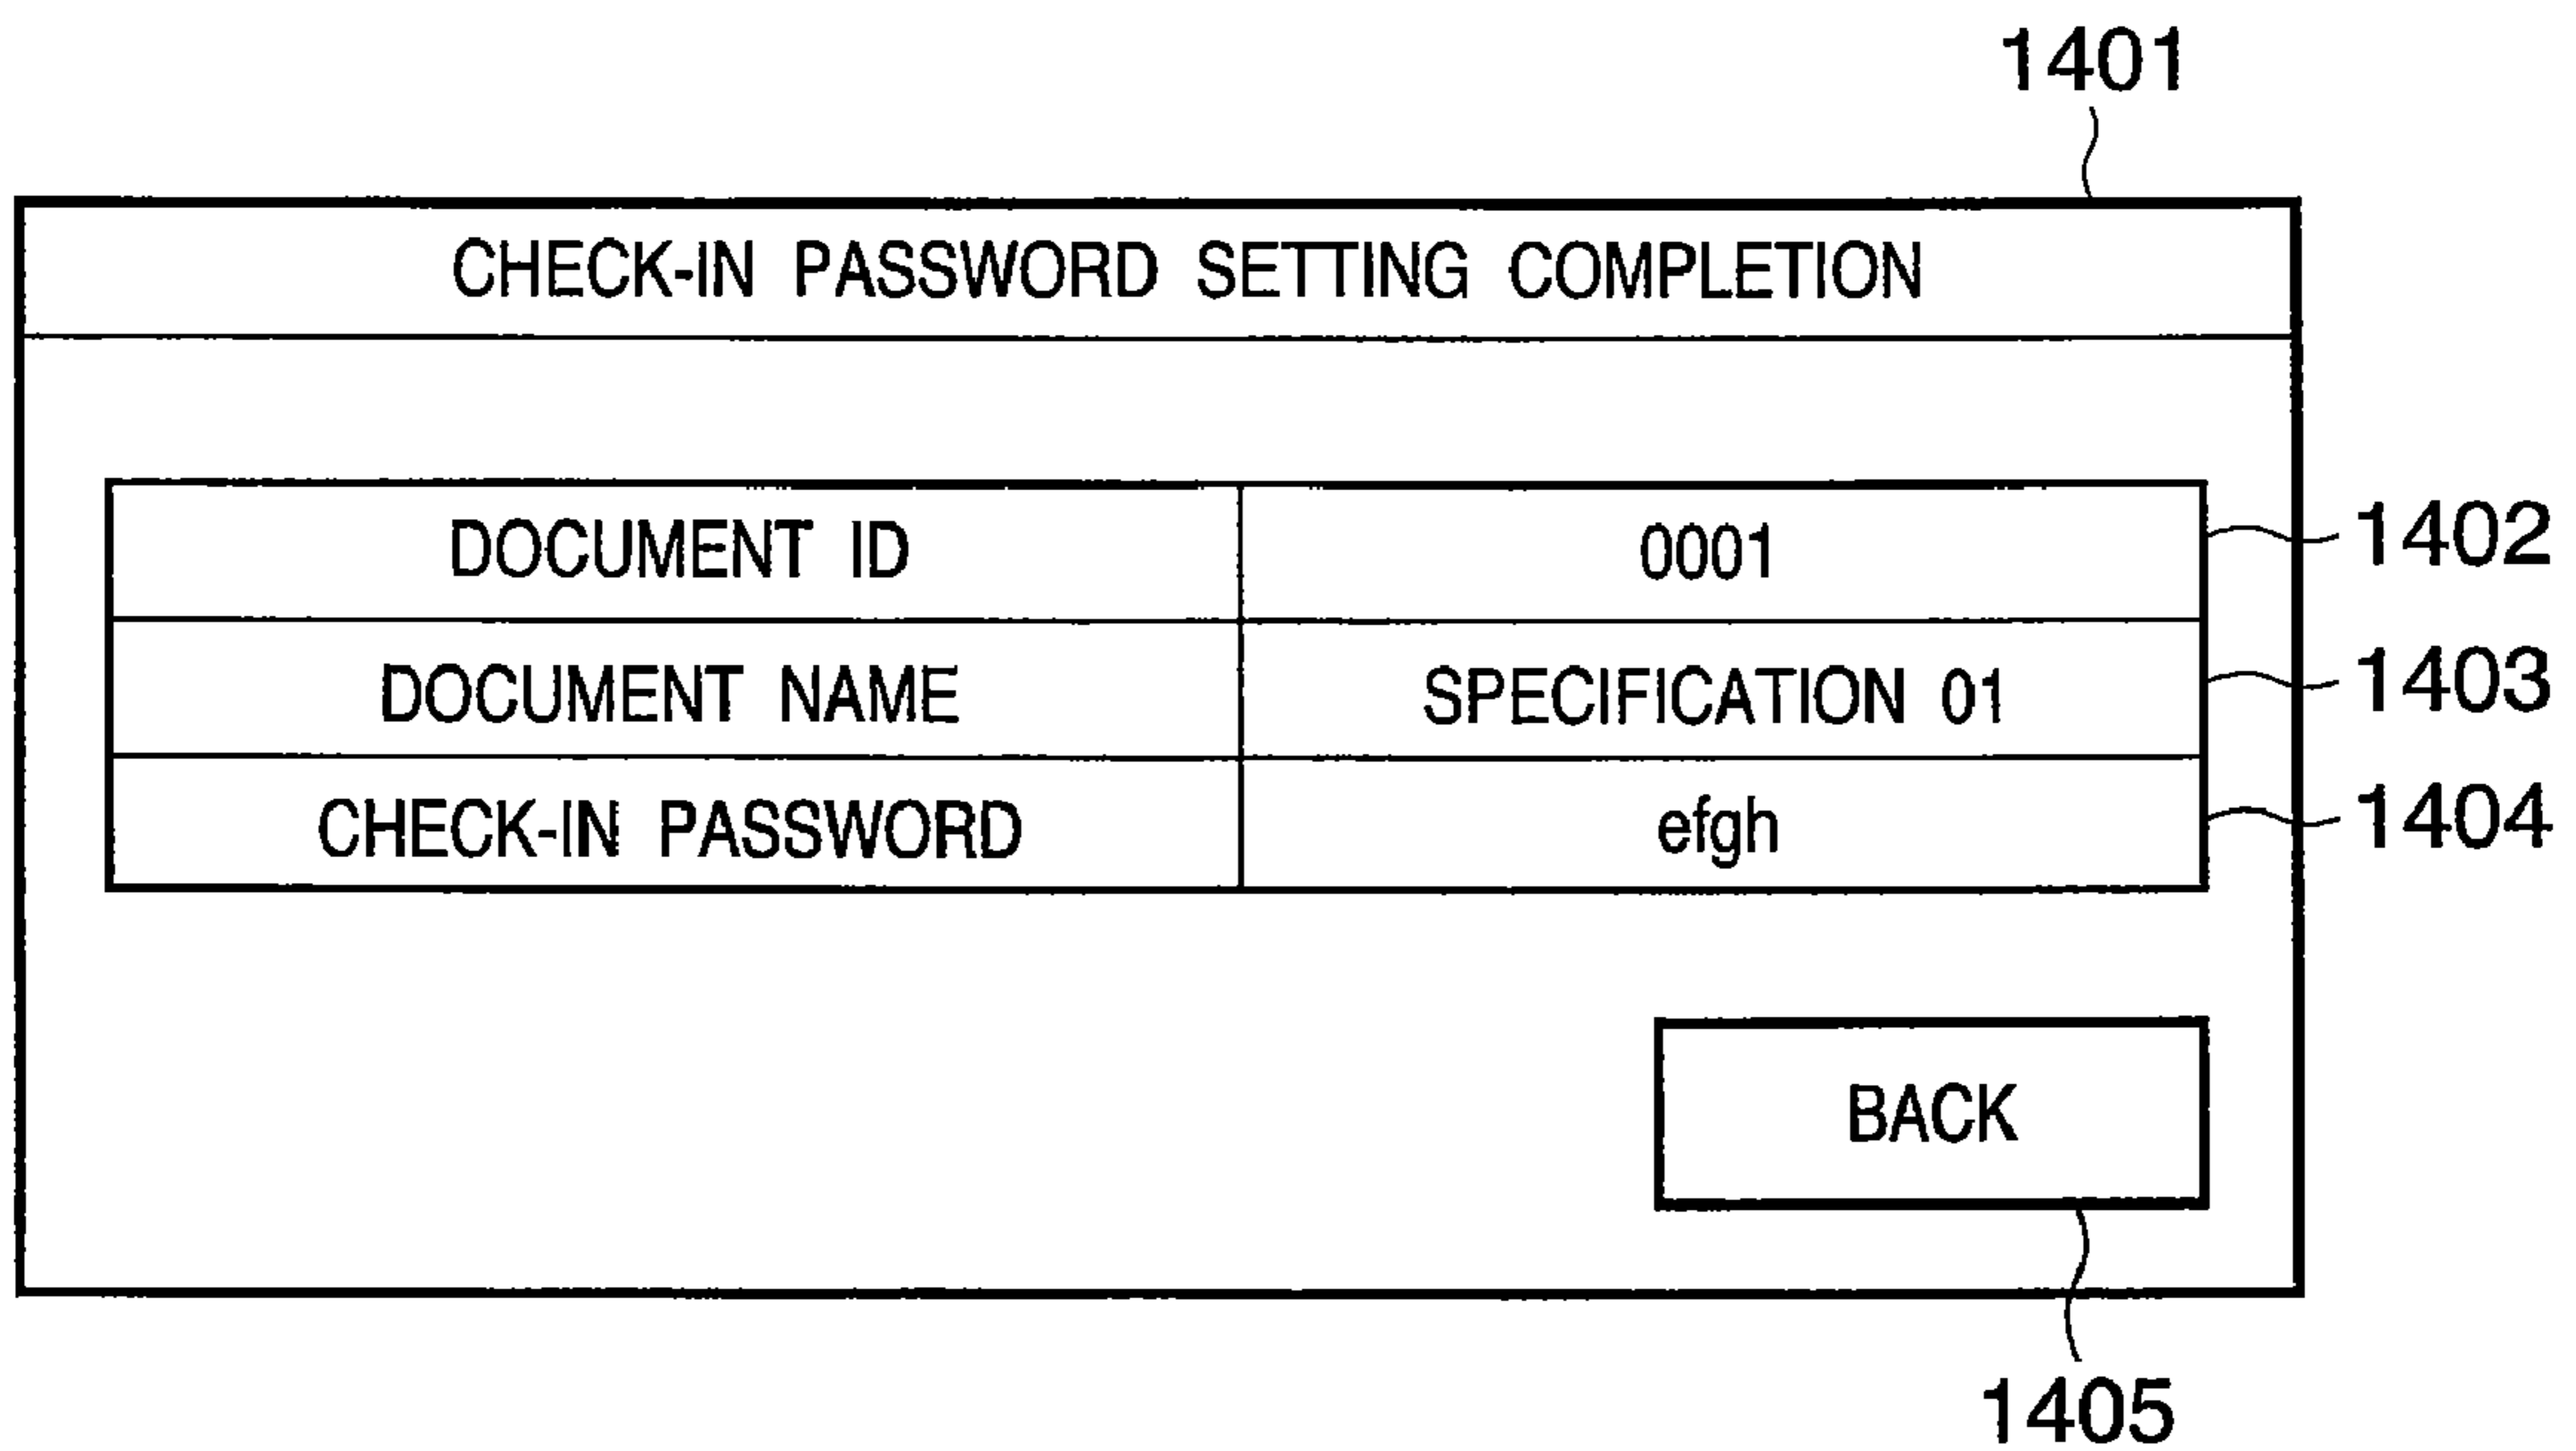 1401
CHECK-IN PASSWORD SETTING COMPLETION
DOCUMENT ID 0001 1402
DOCUMENT NAME SPECIFICATION 01 1403
CHECK-IN PASSWORD efgh 1404
BACK
1405